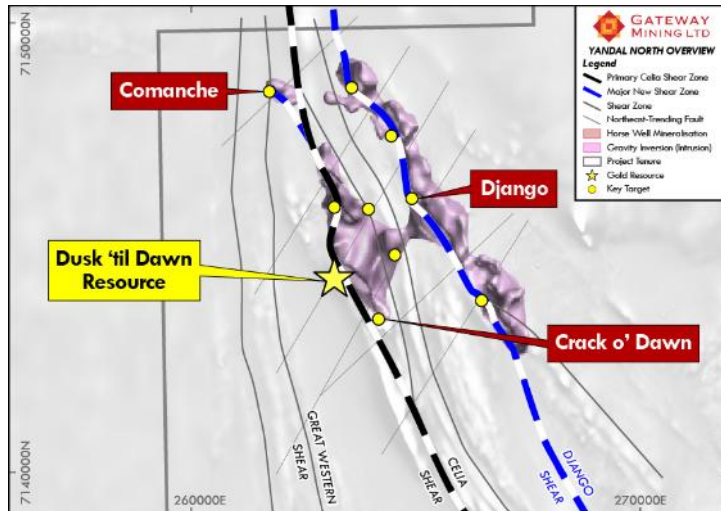 GATEWAY
MINING LTD
YANDAL NORTH OVERVIEW
Legend
Primary Celia Shear Zone
Major New Shear Zone
Shear Zone
Northeast-Trending Fault
Horse Well Mineralisation
Gravity Inversion (Intrusion)
Project Tenure
Gold Resource
Key Target
7150000N
Comanche
Django
Dusk ‘til Dawn
Resource
Crack o’ Dawn
GREAT WESTERN
SHEAR
CELIA
SHEAR
DJANGO
SHEAR
7140000N
260000E
270000E